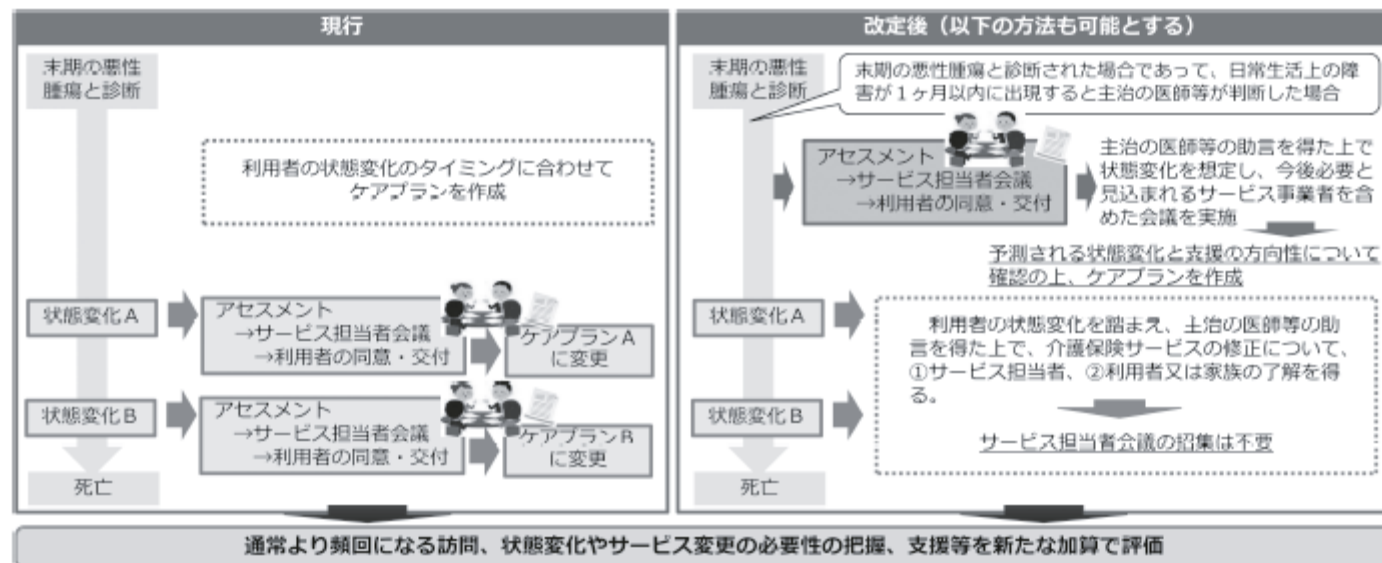 現行
末期の悪性
腫瘍と診断
利用者の状態変化のタイミングに合わせて
ケアプランを作成
状態変化A
アセスメント
→サービス担当者会議
→利用者の同意・交付
ケアプランA
に変更
状態変化B
アセスメント
→サービス担当者会議
→利用者の同意・交付
ケアプランB
に変更
死亡
改定後（以下の方法も可能とする）
末期の悪性
腫瘍と診断
末期の悪性腫瘍と診断された場合であって、日常生活上の障
害が１ヶ月以内に出現すると主治の医師等が判断した場合
アセスメント
→サービス担当者会議
→利用者の同意・交付
主治の医師等の助言を得た上で
状態変化を想定し、今後必要と
見込まれるサービス事業者を含
めた会議を実施
予測される状態変化と支援の方向性について
確認の上、ケアプランを作成
状態変化A
利用者の状態変化を踏まえ、主治の医師等の助
言を得た上で、介護保険サービスの修正について、
①サービス担当者、②利用者又は家族の了解を得
る。
状態変化B
サービス担当者会議の招集は不要
死亡
通常より頻回になる訪問、状態変化やサービス変更の必要性の把握、支援等を新たな加算で評価